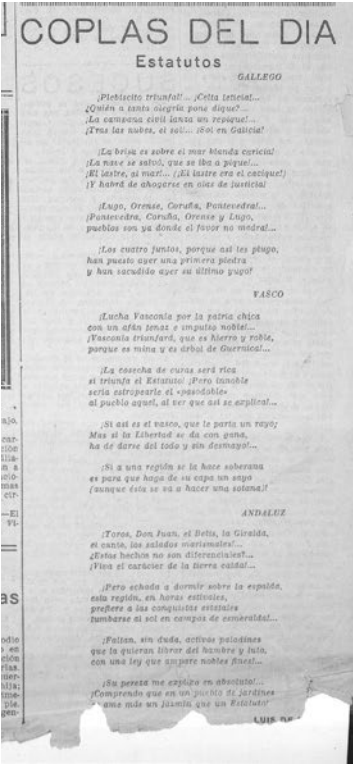 COPLAS DEL DIA
Estatutos
GALLEGO
¡Plebiscito triunfal!... ¡Celta leticia!...
¿Quién a tanta alegría pone dique?...
¡La campana civil lanza un repique!...
¡Tras las nubes, el sol!... ¡Sol en Galicia!
¡La brisa es sobre el mar blanda caricia!
¡La nave se salvó, que se iba a pique!...
¡El lastre, al mar!... (¡El lastre era el cacique!)
¡Y habrá de ahogarse en olas de justicia!
¡Lugo, Orense, Coruña, Pontevedra!...
¡Pontevedra, Coruña, Orense y Lugo,
pueblos son ya donde el favor no medra!...
¡Los cuatro juntos, porque así les plugo,
han puesto ayer una primera piedra
y han sacudido ayer su último yugo!
VASCO
¡Lucha Vasconia por la patria chica
con un afán tenaz e impulso noble!...
¡Vasconia triunfará, que es hierro y roble,
porque es mina y es árbol de Guernica!...
¡La cosecha de curas será rica
si triunfa el Estatuto! ¡Pero innoble
sería estropearle el «pasodoble»
al pueblo aquel, al ver que así se explica!...
¡Si así es el vasco, que le parta un rayo;
Mas si la Libertad se da con gana,
ha de darse del todo y sin desmayo!...
¡Si a una región se la hace soberana
es para que haga de su capa un sayo
(aunque ésta se va a hacer una sotana)!
ANDALUZ
¡Toros, Don Juan, el Betis, la Giralda,
el cante, los salados marismales!...
¿Estos hechos no son diferenciales?...
¡Viva el carácter de la tierra calda!...
¡Pero echada a dormir sobre la espalda,
esta región, en horas estivales,
prefiere a las conquistas estatales
tumbarse al sol en campos de esmeralda!...
¡Faltan, sin duda, activos paladines
que la quieran librar del hambre y luto,
con una ley que ampare nobles fines!...
¡Su pereza me explico en absoluto!...
¡Comprendo que en un pueblo de jardines
se ame más un jazmín que un Estatuto!
LUIS DE